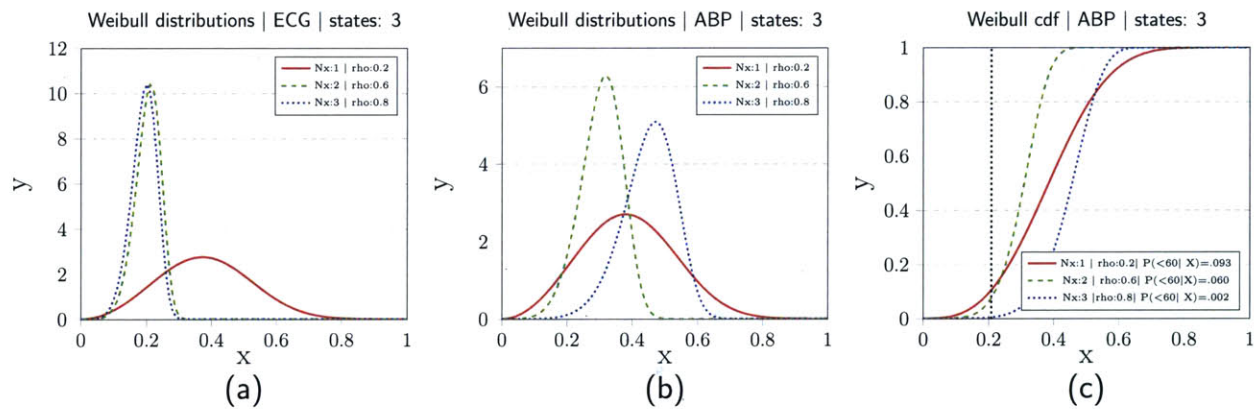 Weibull distributions | ECG | states: 3
12
10
8
6
4
2
0
y
0
0.2
0.4
0.6
0.8
1
x
Nx:1 | rho:0.2
Nx:2 | rho:0.6
Nx:3 | rho:0.8
(a)
Weibull distributions | ABP | states: 3
6
4
2
0
y
0
0.2
0.4
0.6
0.8
1
x
Nx:1 | rho:0.2
Nx:2 | rho:0.6
Nx:3 | rho:0.8
(b)
Weibull cdf | ABP | states: 3
1
0.8
0.6
0.4
0.2
0
y
0
0.2
0.4
0.6
0.8
1
x
Nx:1 | rho:0.2| P(<60| X)=.093
Nx:2 | rho:0.6| P(<60|X)=.060
Nx:3 |rho:0.8| P(<60| X)=.002
(c)